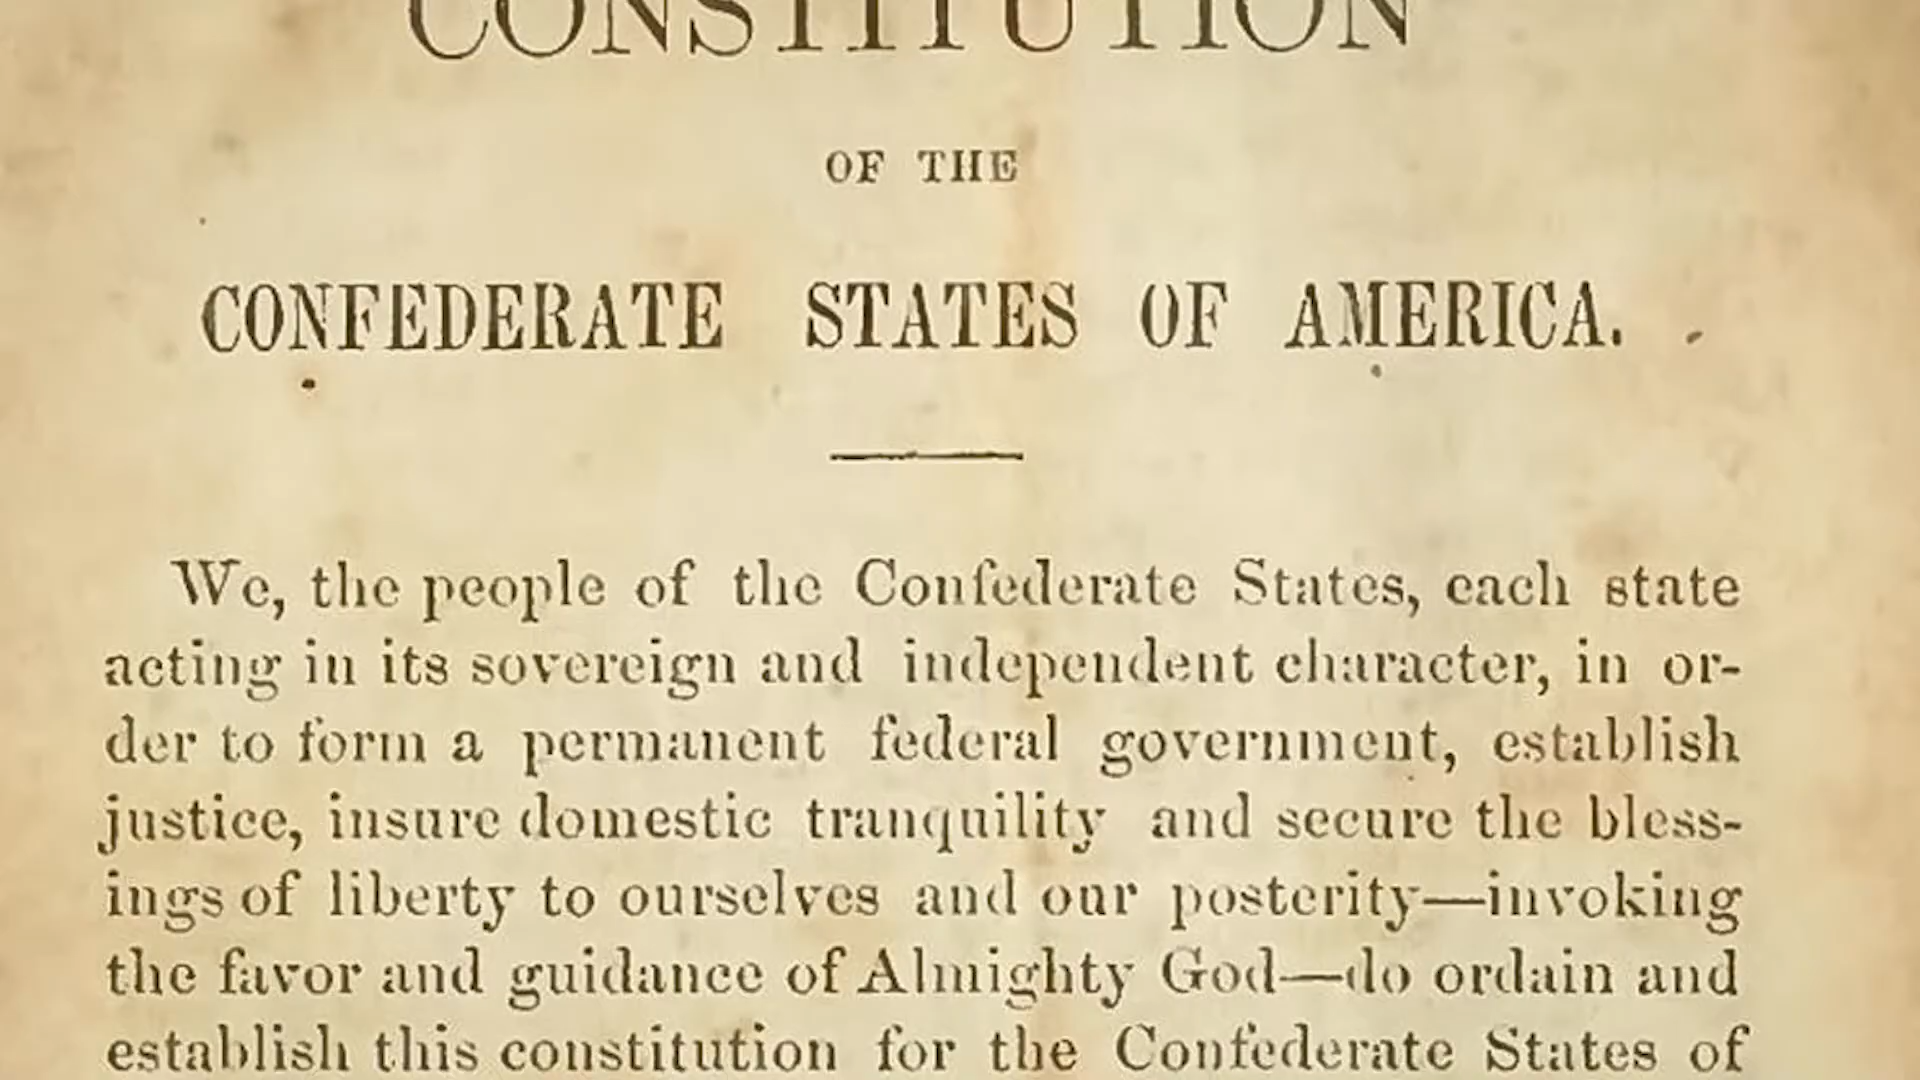 CONSTITUTION
OF THE
CONFEDERATE STATES OF AMERICA.
We, the people of the Confederate States, each state
acting in its sovereign and independent character, in or-
der to form a permanent federal government, establish
justice, insure domestic tranquility and secure the bless-
ings of liberty to ourselves and our posterity—invoking
the favor and guidance of Almighty God—do ordain and
establish this constitution for the Confederate States of